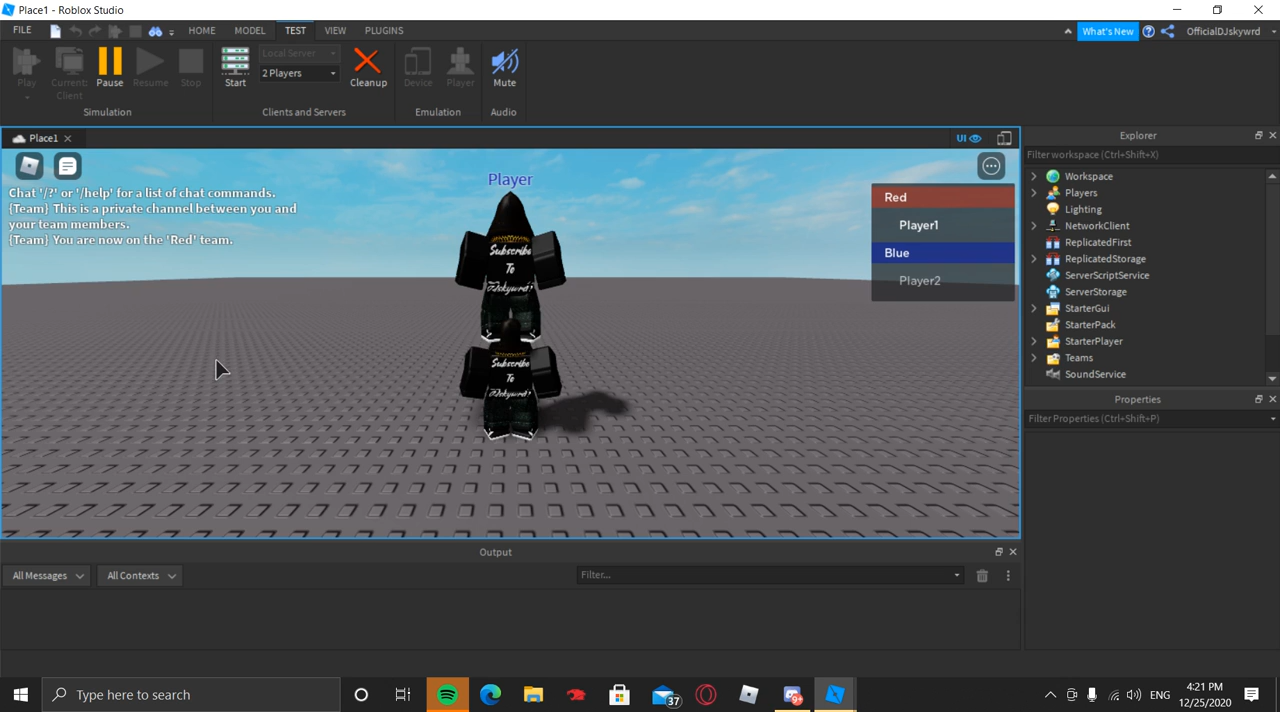 Place1 - Roblox Studio
FILE HOME MODEL TEST VIEW PLUGINS What's New OfficialDJskywrd
Local Server
2 Players
Play Current: Client Pause Resume Stop Start Cleanup Device Player Mute
Simulation Clients and Servers Emulation Audio
Place1 UI
Explorer
Filter workspace (Ctrl+Shift+X)
Workspace
Players
Lighting
NetworkClient
ReplicatedFirst
ReplicatedStorage
ServerScriptService
ServerStorage
StarterGui
StarterPack
StarterPlayer
Teams
SoundService
Properties
Filter Properties (Ctrl+Shift+P)
Chat '/?' or '/help' for a list of chat commands.
{Team} This is a private channel between you and
your team members.
{Team} You are now on the 'Red' team.
Player
Subscribe
To
Subscribe
To
Red
Player1
Blue
Player2
Output
All Messages All Contexts Filter...
Type here to search
37
9+
ENG
4:21 PM
12/25/2020